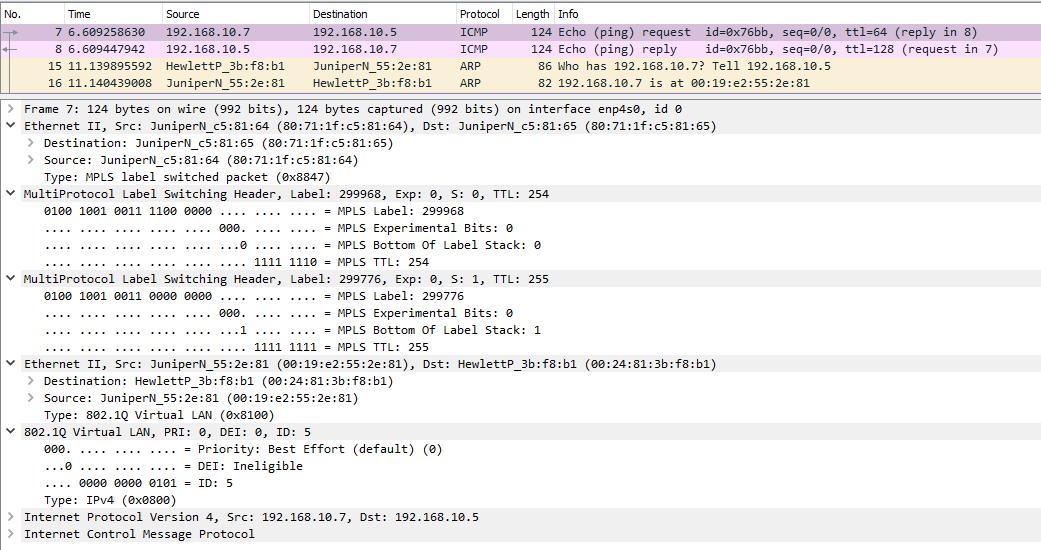 No. Time Source Destination Protocol Length Info
7 6.609258630 192.168.10.7 192.168.10.5 ICMP 124 Echo (ping) request id=0x76bb, seq=0/0, ttl=64 (reply in 8)
8 6.609447942 192.168.10.5 192.168.10.7 ICMP 124 Echo (ping) reply id=0x76bb, seq=0/0, ttl=128 (request in 7)
15 11.139895592 HewlettP_3b:f8:b1 JuniperN_55:2e:81 ARP 86 Who has 192.168.10.7? Tell 192.168.10.5
16 11.140439008 JuniperN_55:2e:81 HewlettP_3b:f8:b1 ARP 82 192.168.10.7 is at 00:19:e2:55:2e:81
Frame 7: 124 bytes on wire (992 bits), 124 bytes captured (992 bits) on interface enp4s0, id 0
Ethernet II, Src: JuniperN_c5:81:64 (80:71:1f:c5:81:64), Dst: JuniperN_c5:81:65 (80:71:1f:c5:81:65)
Destination: JuniperN_c5:81:65 (80:71:1f:c5:81:65)
Source: JuniperN_c5:81:64 (80:71:1f:c5:81:64)
Type: MPLS label switched packet (0x8847)
MultiProtocol Label Switching Header, Label: 299968, Exp: 0, S: 0, TTL: 254
0100 1001 0011 1100 0000 .... .... .... = MPLS Label: 299968
.... .... .... .... .... 000. .... .... = MPLS Experimental Bits: 0
.... .... .... .... .... ...0 .... .... = MPLS Bottom Of Label Stack: 0
.... .... .... .... .... .... 1111 1110 = MPLS TTL: 254
MultiProtocol Label Switching Header, Label: 299776, Exp: 0, S: 1, TTL: 255
0100 1001 0011 0000 0000 .... .... .... = MPLS Label: 299776
.... .... .... .... .... 000. .... .... = MPLS Experimental Bits: 0
.... .... .... .... .... ...1 .... .... = MPLS Bottom Of Label Stack: 1
.... .... .... .... .... .... 1111 1111 = MPLS TTL: 255
Ethernet II, Src: JuniperN_55:2e:81 (00:19:e2:55:2e:81), Dst: HewlettP_3b:f8:b1 (00:24:81:3b:f8:b1)
Destination: HewlettP_3b:f8:b1 (00:24:81:3b:f8:b1)
Source: JuniperN_55:2e:81 (00:19:e2:55:2e:81)
Type: 802.1Q Virtual LAN (0x8100)
802.1Q Virtual LAN, PRI: 0, DEI: 0, ID: 5
000. .... .... .... = Priority: Best Effort (default) (0)
...0 .... .... .... = DEI: Ineligible
.... 0000 0000 0101 = ID: 5
Type: IPv4 (0x0800)
Internet Protocol Version 4, Src: 192.168.10.7, Dst: 192.168.10.5
Internet Control Message Protocol